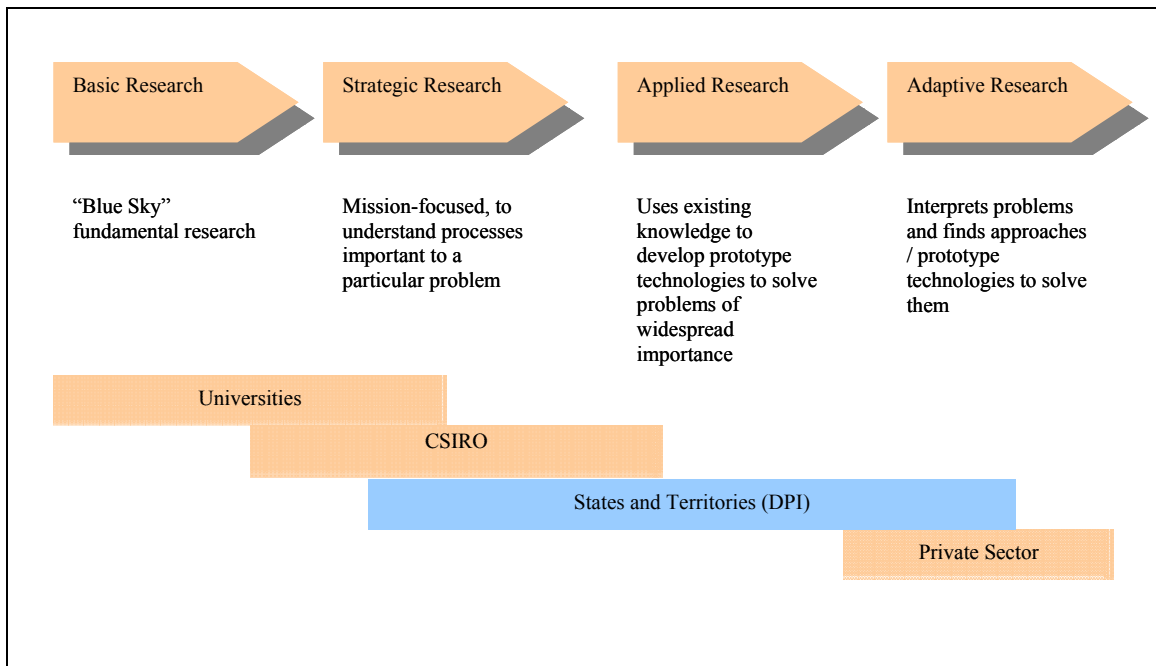 Basic Research
Strategic Research
Applied Research
Adaptive Research
“Blue Sky”
fundamental research
Mission-focused, to
understand processes
important to a
particular problem
Uses existing
knowledge to
develop prototype
technologies to solve
problems of
widespread
importance
Interprets problems
and finds approaches
/ prototype
technologies to solve
them
Universities
CSIRO
States and Territories (DPI)
Private Sector